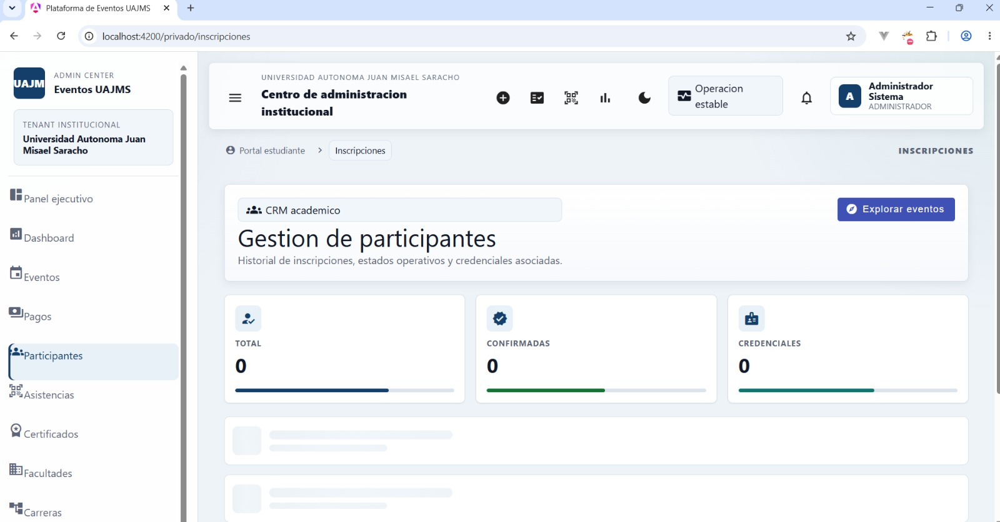 Plataforma de Eventos UAJMS
localhost:4200/privado/inscripciones
UAJM
ADMIN CENTER
Eventos UAJMS
TENANT INSTITUCIONAL
Universidad Autonoma Juan
Misael Saracho
Panel ejecutivo
Dashboard
Eventos
Pagos
Participantes
Asistencias
Certificados
Facultades
Carreras
UNIVERSIDAD AUTONOMA JUAN MISAEL SARACHO
Centro de administracion
institucional
Operacion
estable
A
Administrador
Sistema
ADMINISTRADOR
Portal estudiante
Inscripciones
INSCRIPCIONES
CRM academico
Explorar eventos
Gestion de participantes
Historial de inscripciones, estados operativos y credenciales asociadas.
TOTAL
0
CONFIRMADAS
0
CREDENCIALES
0